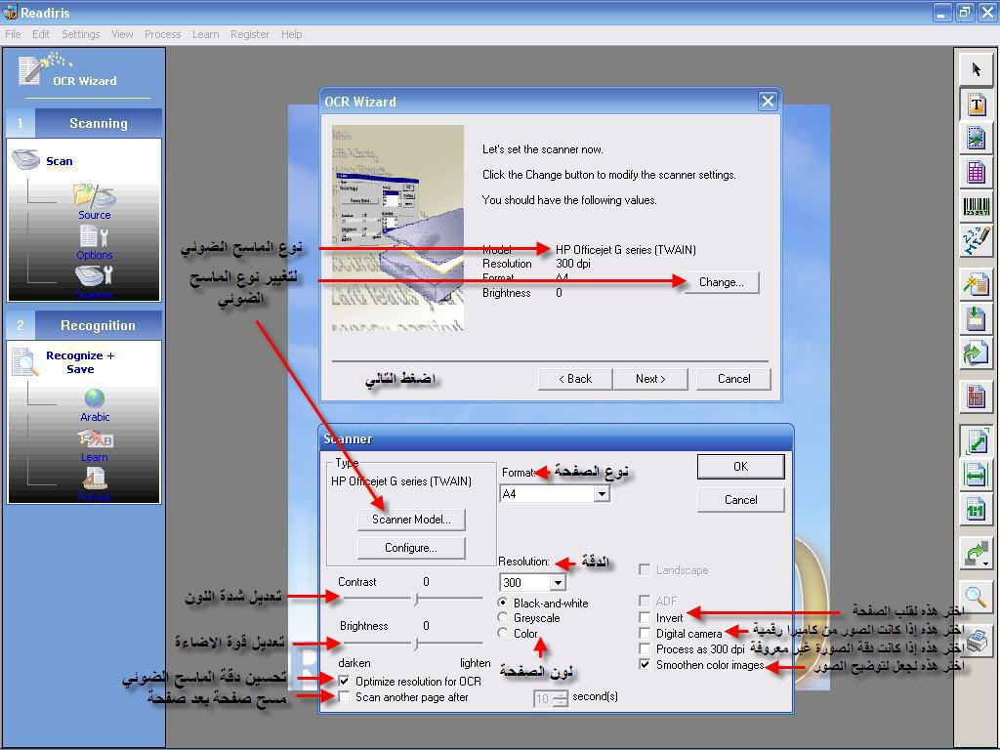 Readiris
File Edit Settings View Process Learn Register Help
OCR Wizard
1 Scanning
Scan
Source
Options
Scanner
2 Recognition
Recognize +
Save
Arabic
Learn
Format
OCR Wizard
Let's set the scanner now.
Click the Change button to modify the scanner settings.
You should have the following values.
نوع الماسح الضوئي
Model HP Officejet G series (TWAIN)
Resolution 300 dpi
Format A4
Brightness 0
لتغيير نوع الماسح
الضوئي
Change...
اضغط التالي
< Back Next > Cancel
Scanner
Type
HP Officejet G series (TWAIN)
Scanner Model...
Configure...
Format:
نوع الصفحة
A4
OK
Cancel
Resolution:
الدقة
300
Black-and-white
Greyscale
Color
لون الصفحة
Contrast 0
تعديل شدة اللون
Brightness 0
تعديل قوة الاضاءة
darken lighten
تحسين دقة الماسح الضوئي
Optimize resolution for OCR
مسح صفحة بعد صفحة
Scan another page after 10 second(s)
Landscape
ADF
Invert
اختر هذه لقلب الصفحة
Digital camera
اختر هذه إذا كانت الصور من كاميرا رقمية
Process as 300 dpi
اختر هذه إذا كانت دقة الصورة غير معروفة
Smoothen color images
اختر هذه لجعل لتوضيح الصور
1:1